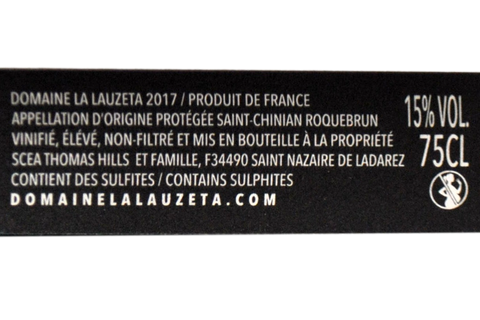 DOMAINE LA LAUZETA 2017 / PRODUIT DE FRANCE
APPELLATION D'ORIGINE PROTÉGÉE SAINT-CHINIAN ROQUEBRUN
VINIFIÉ, ÉLEVÉ, NON-FILTRÉ ET MIS EN BOUTEILLE À LA PROPRIÉTÉ
SCEA THOMAS HILLS ET FAMILLE, F34490 SAINT NAZAIRE DE LADAREZ
CONTIENT DES SULFITES / CONTAINS SULPHITES
DOMAINELALAUZETA.COM
15% VOL.
75CL